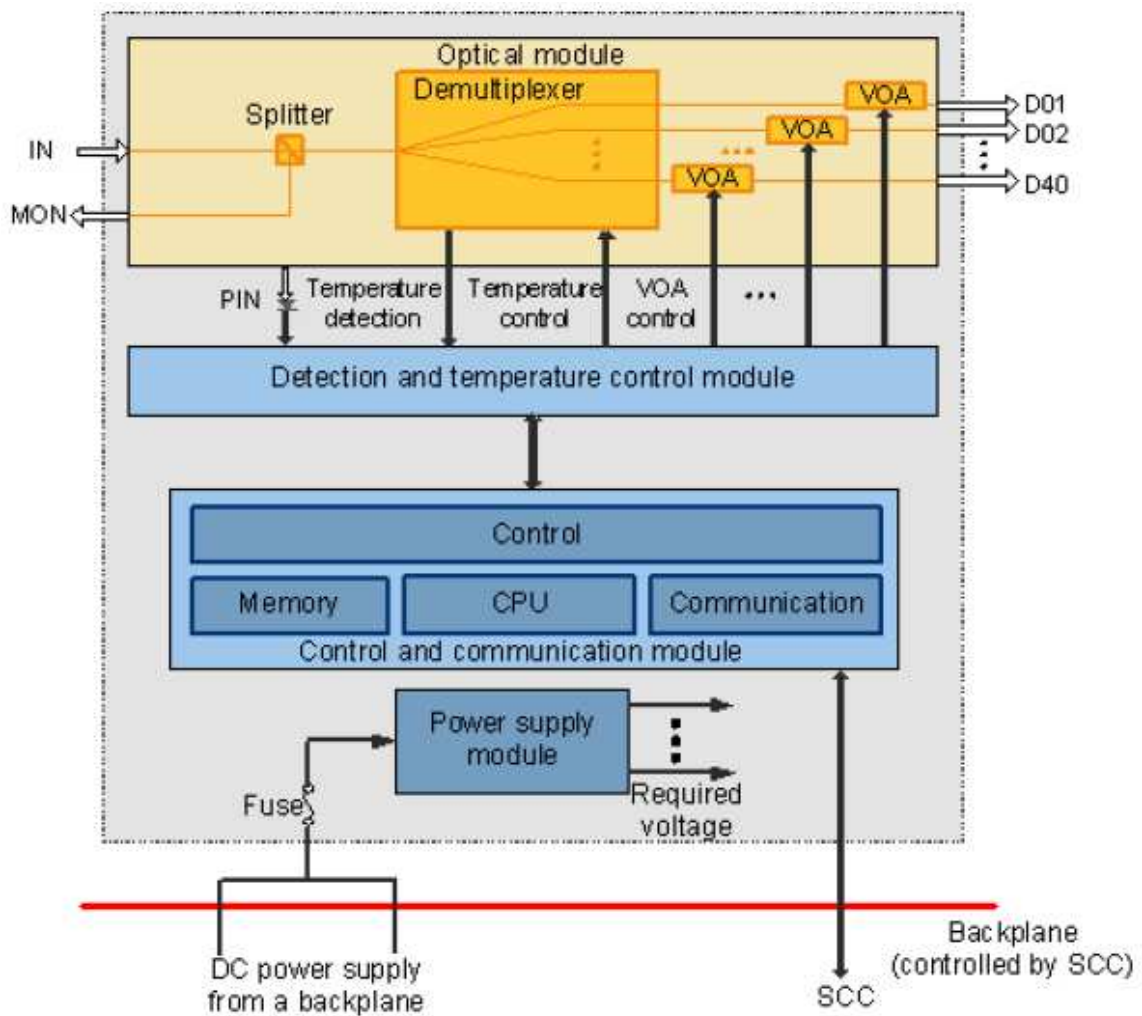 Optical module
Demultiplexer
Splitter
VOA
VOA
VOA
IN
MON
D01
D02
D40
PIN
Temperature
detection
Temperature
control
VOA
control
Detection and temperature control module
Control
Memory
CPU
Communication
Control and communication module
Power supply
module
Fuse
Required
voltage
DC power supply
from a backplane
Backplane
(controlled by SCC)
SCC